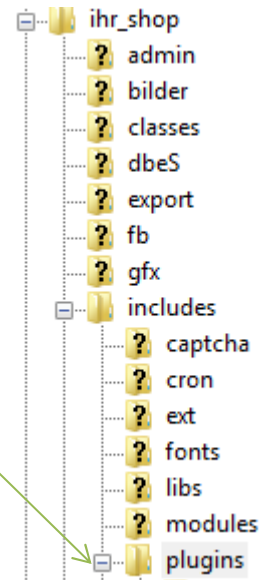 ihr_shop
admin
bilder
classes
dbeS
export
fb
gfx
includes
captcha
cron
ext
fonts
libs
modules
plugins